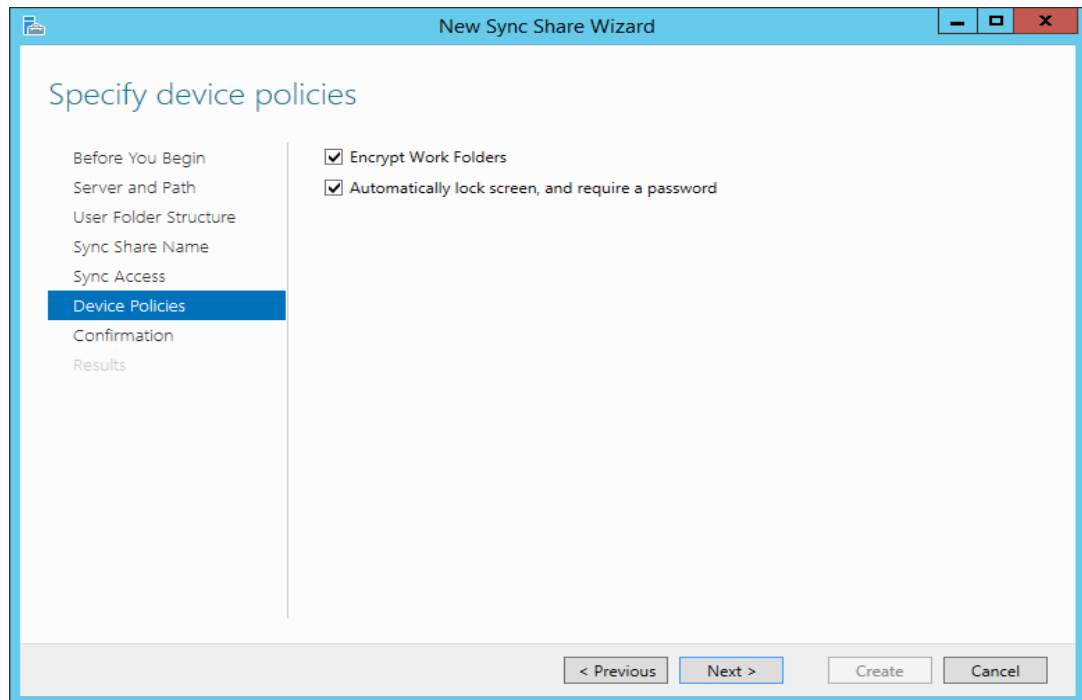 New Sync Share Wizard
Specify device policies
Before You Begin
Server and Path
User Folder Structure
Sync Share Name
Sync Access
Device Policies
Confirmation
Results
Encrypt Work Folders
Automatically lock screen, and require a password
< Previous
Next >
Create
Cancel